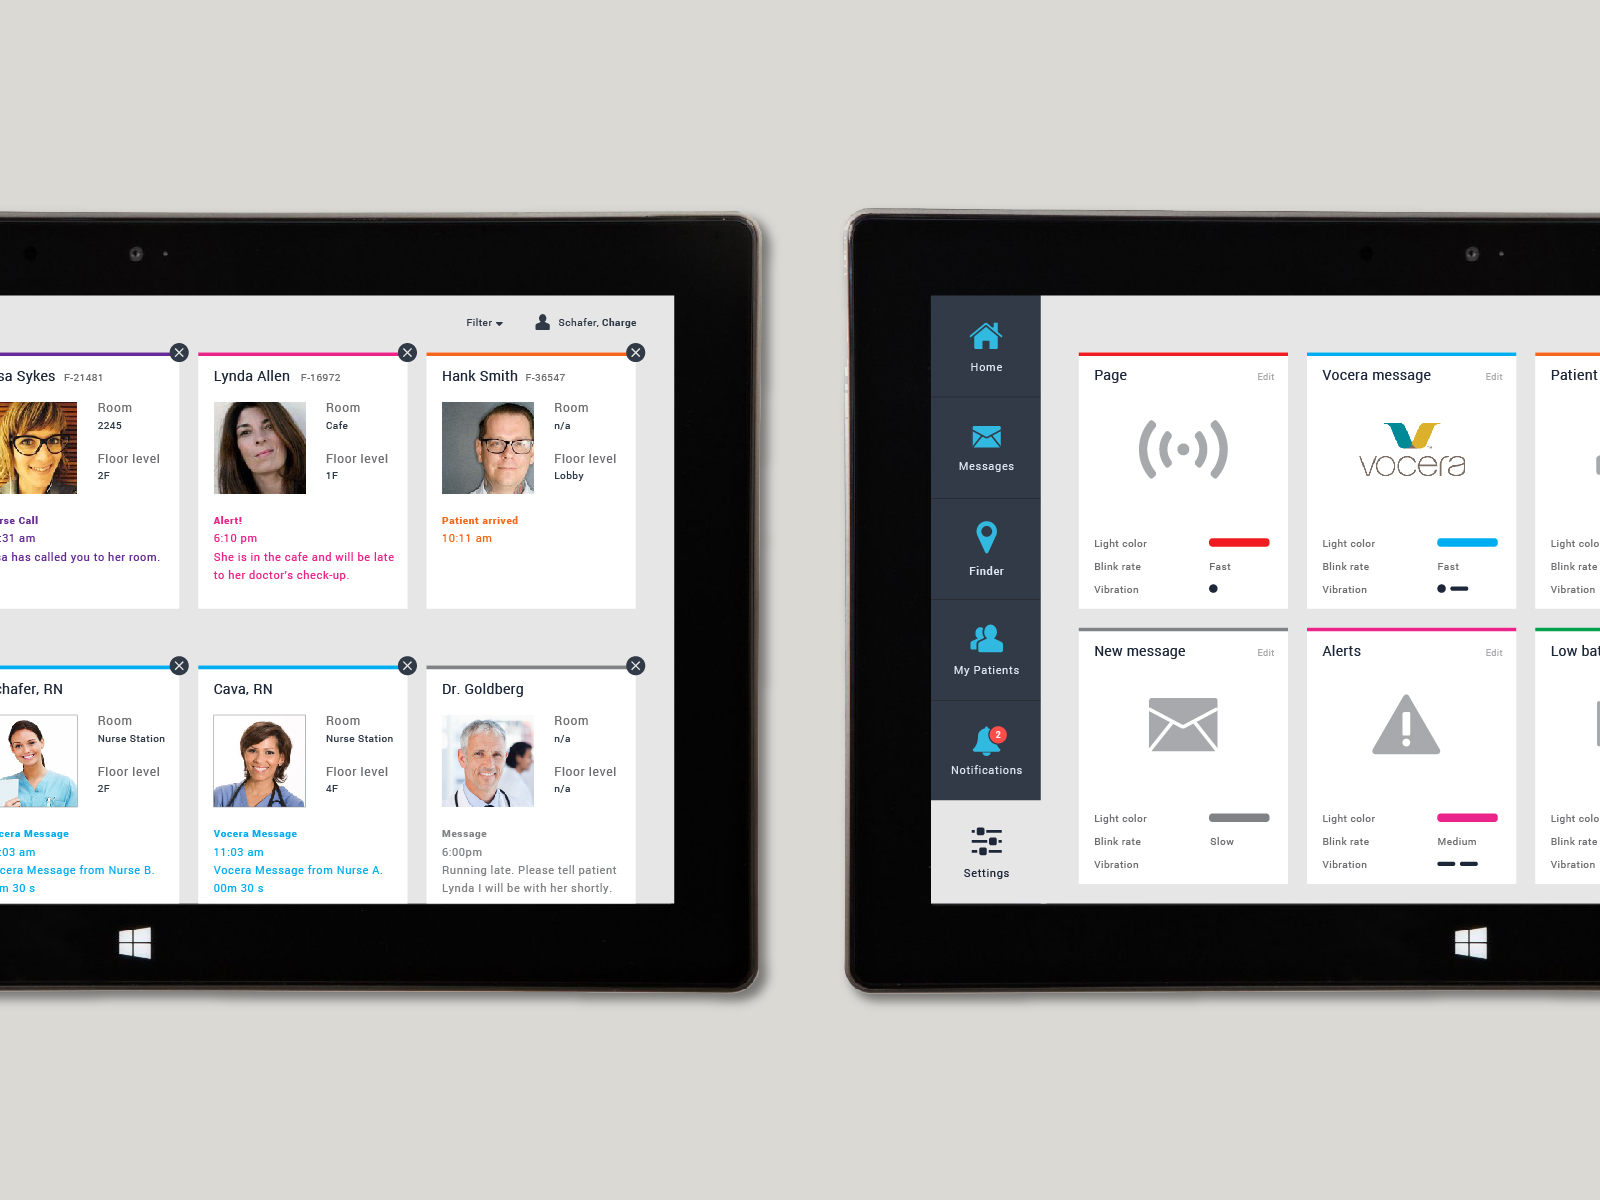 Filter
Schafer, Charge
sa Sykes F-21481
Room
2245
Floor level
2F
rse Call
:31 am
sa has called you to her room.
Lynda Allen F-16972
Room
Cafe
Floor level
1F
Alert!
6:10 pm
She is in the cafe and will be late
to her doctor's check-up.
Hank Smith F-36547
Room
n/a
Floor level
Lobby
Patient arrived
10:11 am
chafer, RN
Room
Nurse Station
Floor level
2F
cera Message
:03 am
cera Message from Nurse B.
m 30 s
Cava, RN
Room
Nurse Station
Floor level
4F
Vocera Message
11:03 am
Vocera Message from Nurse A.
00m 30 s
Dr. Goldberg
Room
n/a
Floor level
n/a
Message
6:00pm
Running late. Please tell patient
Lynda I will be with her shortly.
Home
Messages
Finder
My Patients
2
Notifications
Settings
Page Edit
Light color
Blink rate Fast
Vibration
Vocera message Edit
vocera
Light color
Blink rate Fast
Vibration
Patient
Light colo
Blink rate
Vibration
New message Edit
Light color
Blink rate Slow
Vibration
Alerts Edit
Light color
Blink rate Medium
Vibration
Low bat
Light colo
Blink rate
Vibration